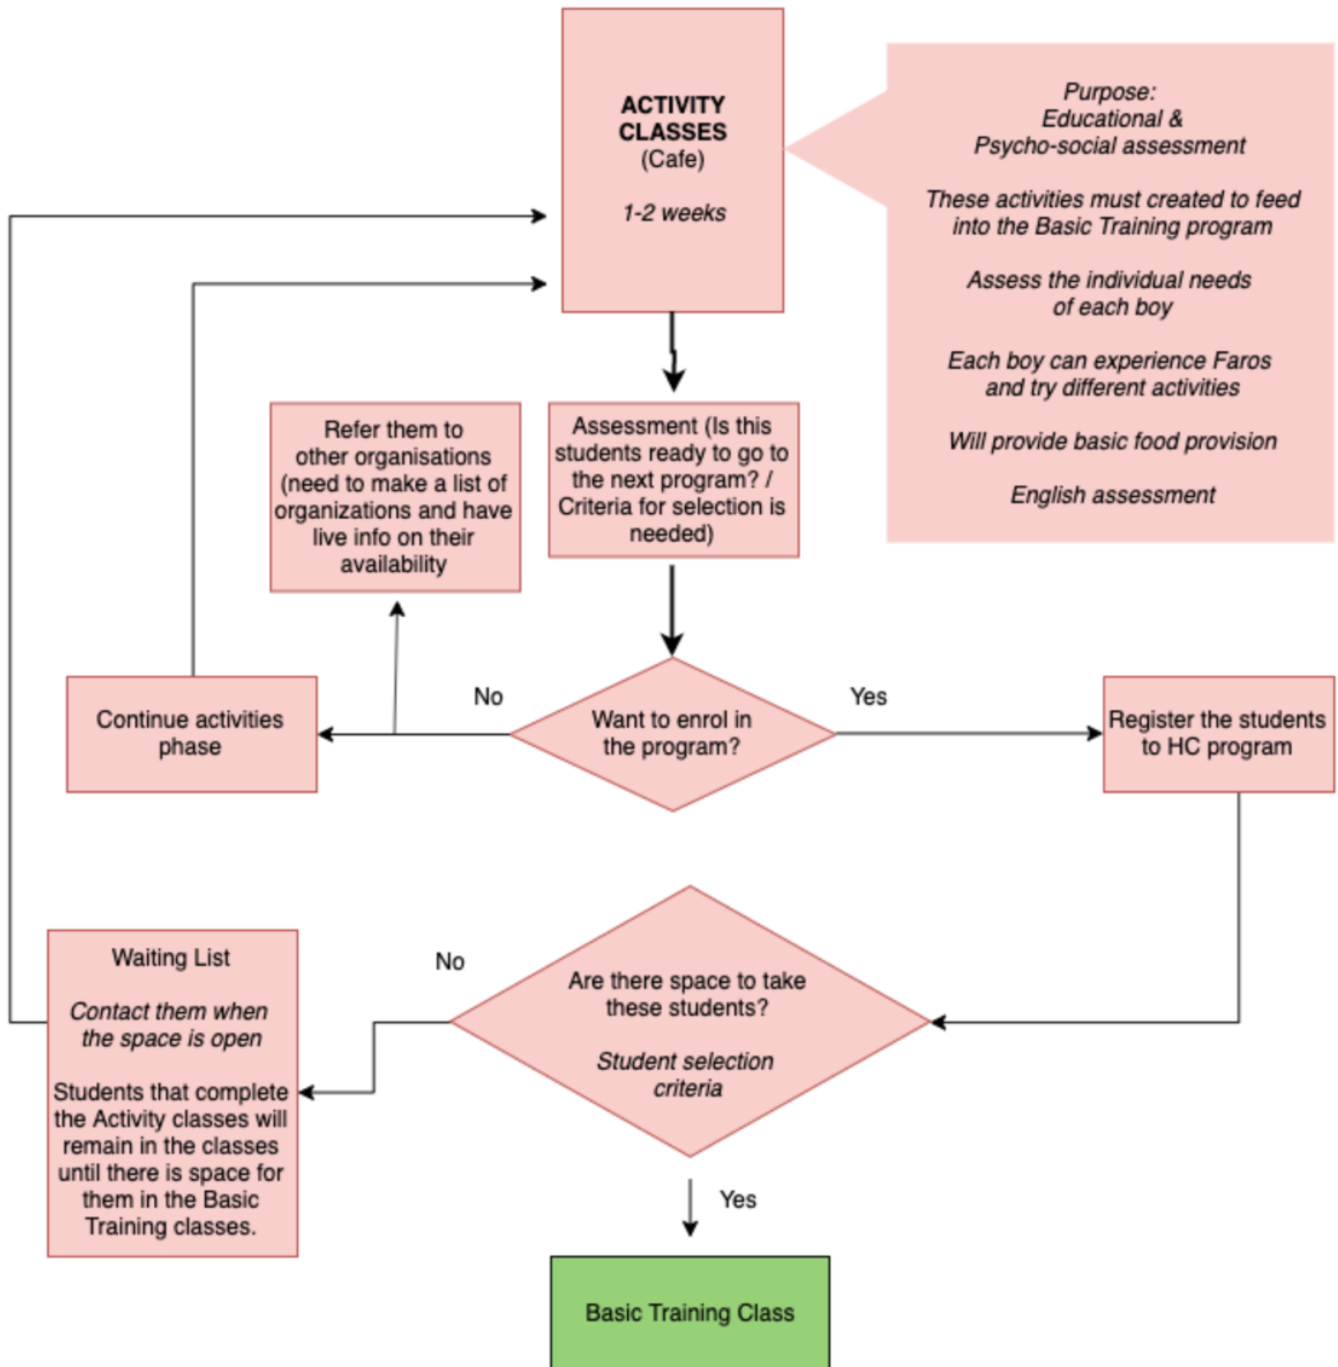 ACTIVITY
CLASSES
(Cafe)
1-2 weeks
Purpose:
Educational &
Psycho-social assessment
These activities must created to feed
into the Basic Training program
Assess the individual needs
of each boy
Each boy can experience Faros
and try different activities
Will provide basic food provision
English assessment
Refer them to
other organisations
(need to make a list of
organizations and have
live info on their
availability
Assessment (Is this
students ready to go to
the next program? /
Criteria for selection is
needed)
Continue activities
phase
No
Want to enrol in
the program?
Yes
Register the students
to HC program
Waiting List
Contact them when
the space is open
Students that complete
the Activity classes will
remain in the classes
until there is space for
them in the Basic
Training classes.
No
Are there space to take
these students?
Student selection
criteria
Yes
Basic Training Class